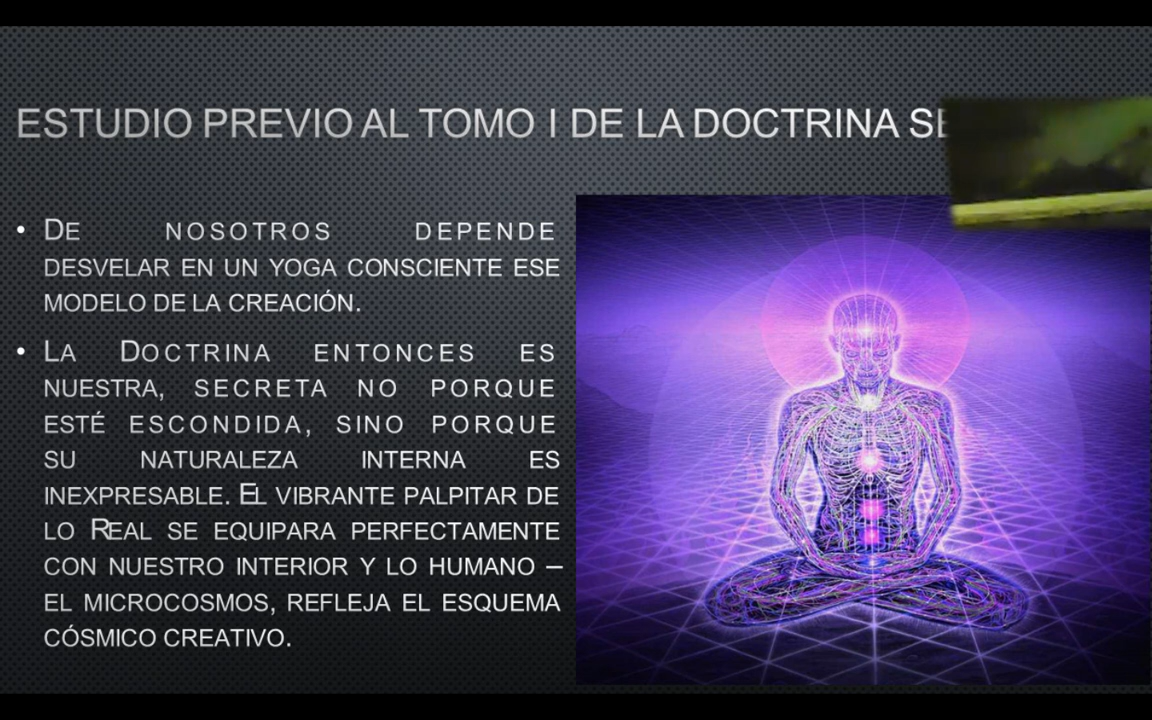 ESTUDIO PREVIO AL TOMO I DE LA DOCTRINA
• DE NOSOTROS DEPENDE
DESVELAR EN UN YOGA CONSCIENTE ESE
MODELO DE LA CREACIÓN.
• LA DOCTRINA ENTONCES ES
NUESTRA, SECRETA NO PORQUE
ESTÉ ESCONDIDA, SINO PORQUE
SU NATURALEZA INTERNA ES
INEXPRESABLE. EL VIBRANTE PALPITAR DE
LO REAL SE EQUIPARA PERFECTAMENTE
CON NUESTRO INTERIOR Y LO HUMANO –
EL MICROCOSMOS, REFLEJA EL ESQUEMA
CÓSMICO CREATIVO.